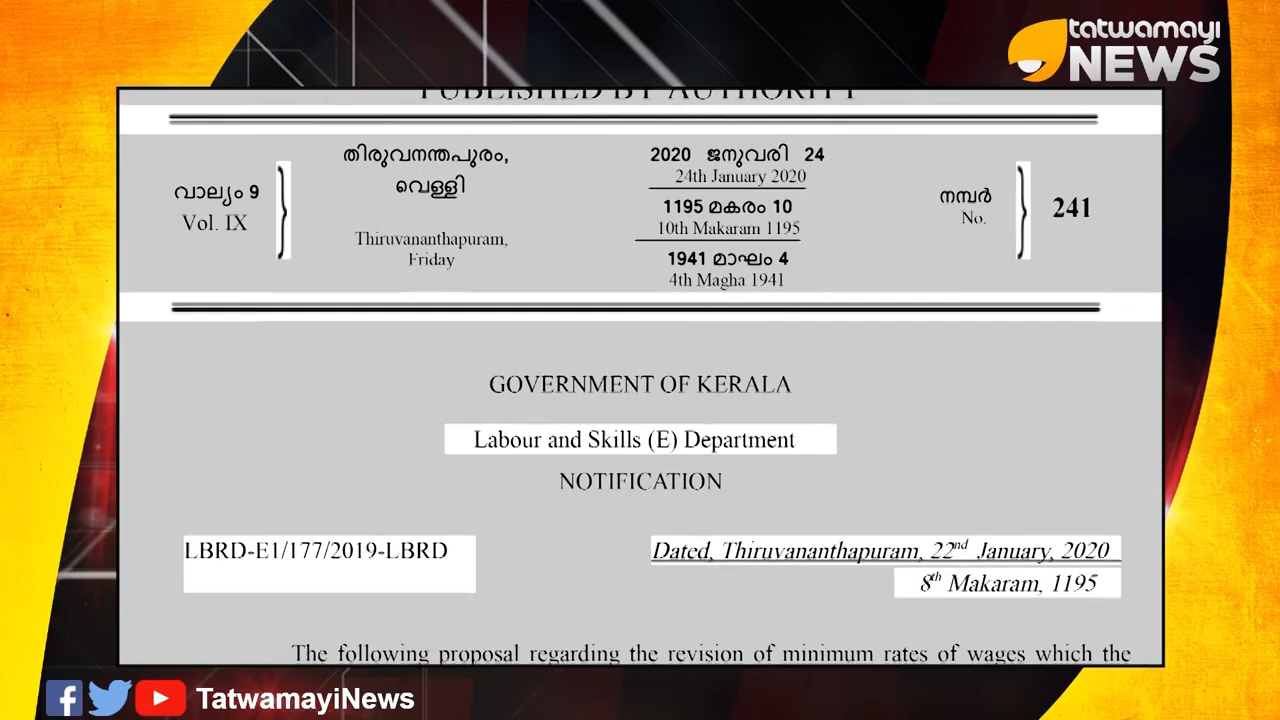 tatwamayi
NEWS
PUBLISHED BY AUTHORITY
വാല്യം 9
Vol. IX
തിരുവനന്തപുരം,
വെള്ളി
Thiruvananthapuram,
Friday
2020 ജനുവരി 24
24th January 2020
1195 മകരം 10
10th Makaram 1195
1941 മാഘം 4
4th Magha 1941
നമ്പർ
No.
241
GOVERNMENT OF KERALA
Labour and Skills (E) Department
NOTIFICATION
LBRD-E1/177/2019-LBRD
Dated, Thiruvananthapuram, 22nd January, 2020
8th Makaram, 1195
The following proposal regarding the revision of minimum rates of wages which the
TatwamayiNews